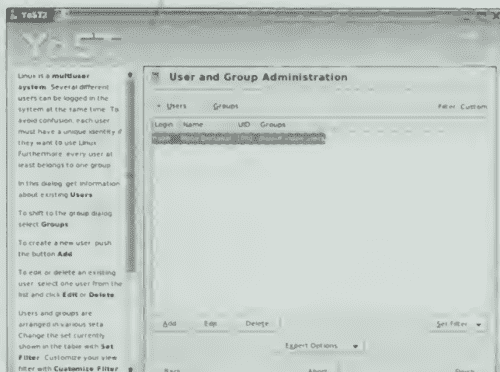 YaST2
YaST
Linux is a multiuser
system. Several different
users can be logged in the
system at the same time. To
avoid confusion, each user
must have a unique identity if
they want to use Linux.
Furthermore, every user at
least belongs to one group.
In this dialog, get information
about existing Users.
To shift to the group dialog,
select Groups.
To create a new user, push
the button Add.
To edit or delete an existing
user, select one user from the
list and click Edit or Delete.
Users and groups are
arranged in various sets.
Change the set currently
shown in the table with Set
Filter. Customize your view
filter with Customize Filter
User and Group Administration
Users Groups Filter: Custom
Login Name UID Groups
Add Edit Delete Set Filter
Expert Options
Back Abort